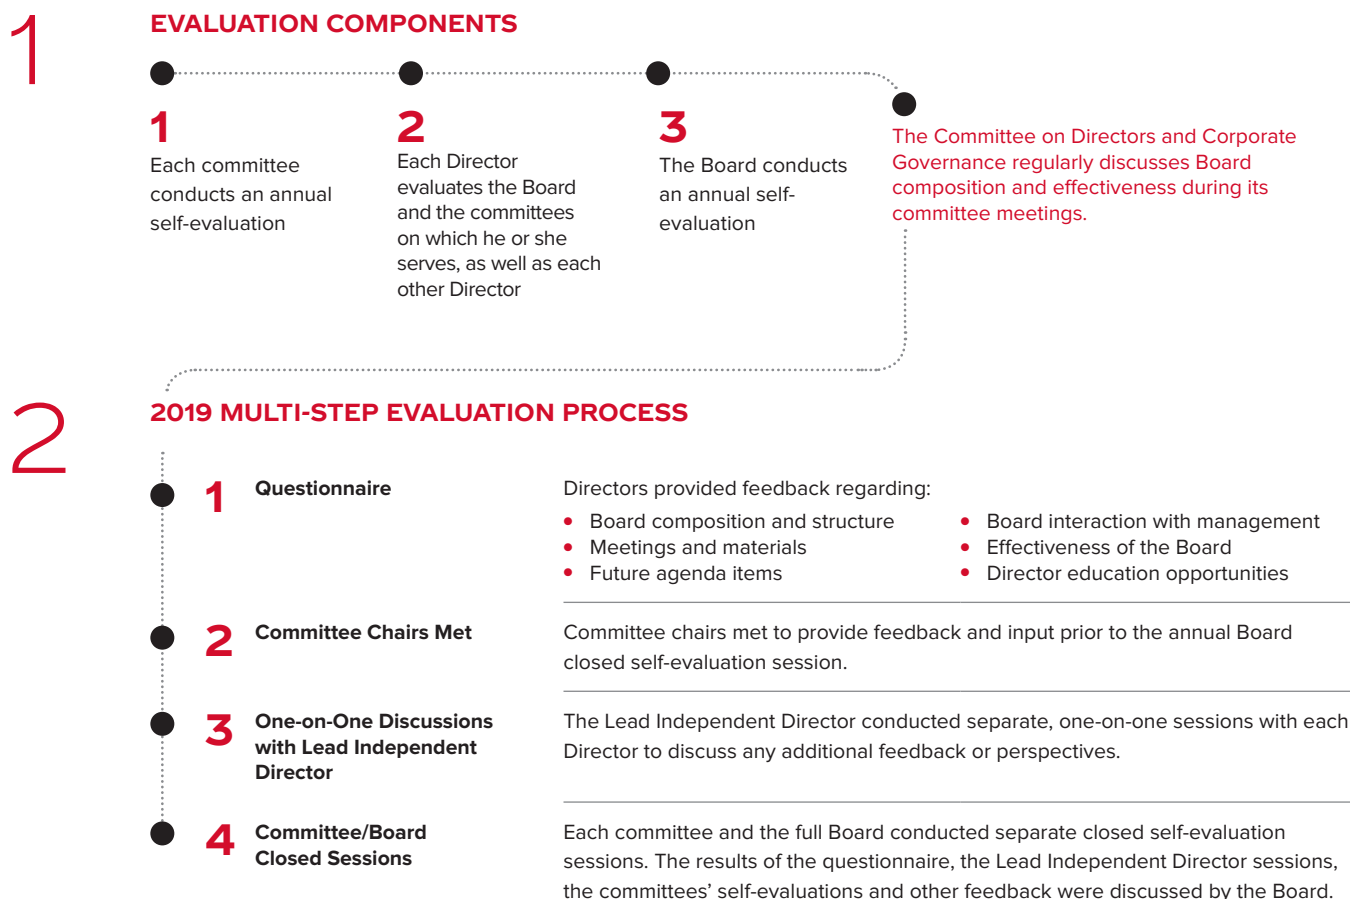 1
EVALUATION COMPONENTS
1
Each committee
conducts an annual
self-evaluation
2
Each Director
evaluates the Board
and the committees
on which he or she
serves, as well as each
other Director
3
The Board conducts
an annual self-
evaluation
The Committee on Directors and Corporate
Governance regularly discusses Board
composition and effectiveness during its
committee meetings.
2
2019 MULTI-STEP EVALUATION PROCESS
1
Questionnaire
Directors provided feedback regarding:
• Board composition and structure
• Meetings and materials
• Future agenda items
• Board interaction with management
• Effectiveness of the Board
• Director education opportunities
2
Committee Chairs Met
Committee chairs met to provide feedback and input prior to the annual Board
closed self-evaluation session.
3
One-on-One Discussions
with Lead Independent
Director
The Lead Independent Director conducted separate, one-on-one sessions with each
Director to discuss any additional feedback or perspectives.
4
Committee/Board
Closed Sessions
Each committee and the full Board conducted separate closed self-evaluation
sessions. The results of the questionnaire, the Lead Independent Director sessions,
the committees' self-evaluations and other feedback were discussed by the Board.